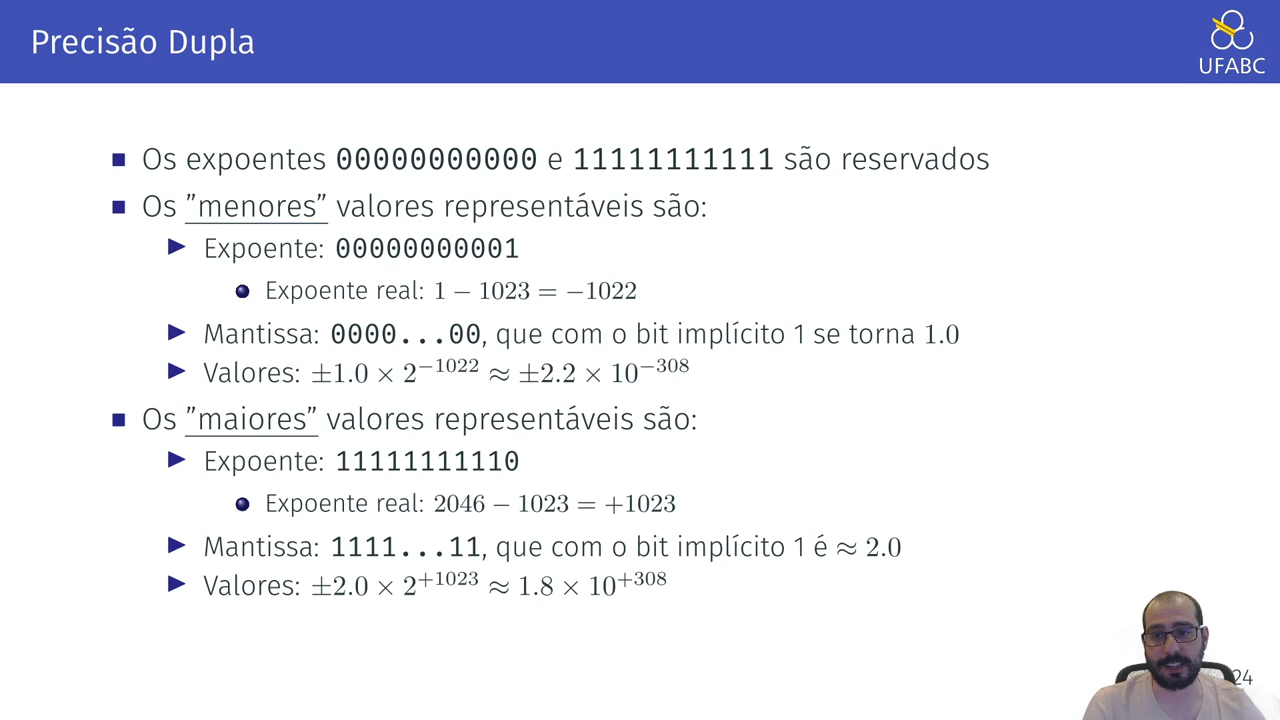 Precisão Dupla
UFABC
Os expoentes 00000000000 e 11111111111 são reservados
Os ”menores” valores representáveis são:
Expoente: 00000000001
Expoente real: 1 − 1023 = −1022
Mantissa: 0000...00, que com o bit implícito 1 se torna 1.0
Valores: ±1.0 × 2^−1022 ≈ ±2.2 × 10^−308
Os ”maiores” valores representáveis são:
Expoente: 11111111110
Expoente real: 2046 − 1023 = +1023
Mantissa: 1111...11, que com o bit implícito 1 é ≈ 2.0
Valores: ±2.0 × 2^+1023 ≈ 1.8 × 10^+308
24